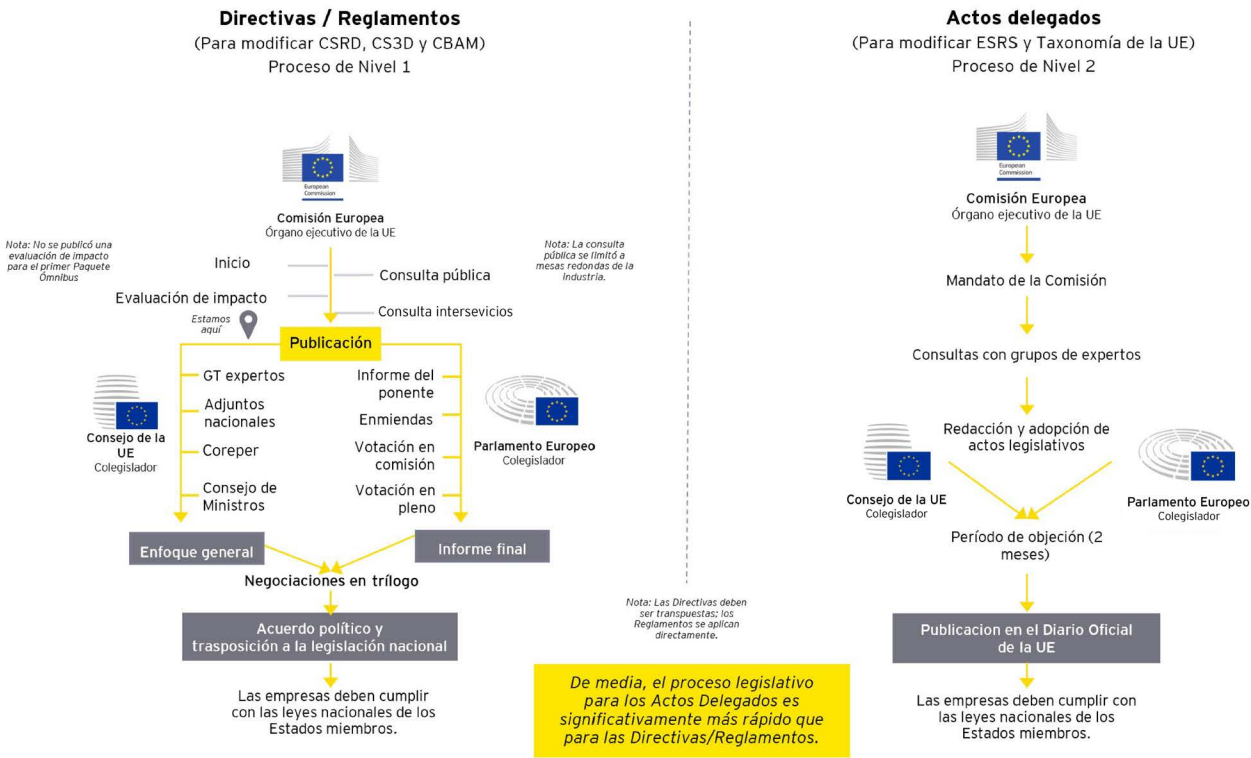 Directivas / Reglamentos
(Para modificar CSRD, CS3D y CBAM)
Proceso de Nivel 1
European
Commission
Comisión Europea
Órgano ejecutivo de la UE
Nota: No se publicó una
evaluación de impacto
para el primer Paquete
Ómnibus
Nota: La consulta
pública se limitó a
mesas redondas de la
industria.
Inicio
Consulta pública
Evaluación de impacto
Consulta intersevicios
Estamos
aquí
Publicación
GT expertos
Adjuntos
nacionales
Coreper
Consejo de
Ministros
Consejo de la
UE
Colegislador
Informe del
ponente
Enmiendas
Votación en
comisión
Votación en
pleno
Parlamento Europeo
Colegislador
Enfoque general
Informe final
Negociaciones en trílogo
Acuerdo político y
trasposición a la legislación nacional
Las empresas deben cumplir
con las leyes nacionales de los
Estados miembros.
Nota: Las Directivas deben
ser transpuestas; los
Reglamentos se aplican
directamente.
De media, el proceso legislativo
para los Actos Delegados es
significativamente más rápido que
para las Directivas/Reglamentos.
Actos delegados
(Para modificar ESRS y Taxonomía de la UE)
Proceso de Nivel 2
European
Commission
Comisión Europea
Órgano ejecutivo de la UE
Mandato de la Comisión
Consultas con grupos de expertos
Redacción y adopción de
actos legislativos
Consejo de la UE
Colegislador
Parlamento Europeo
Colegislador
Período de objeción (2
meses)
Publicacion en el Diario Oficial
de la UE
Las empresas deben cumplir
con las leyes nacionales de los
Estados miembros.